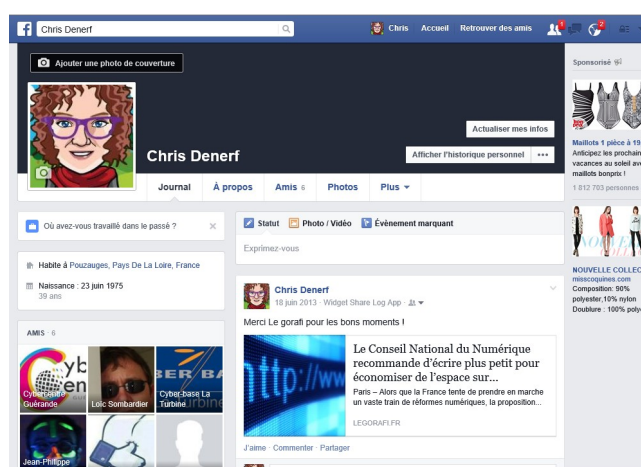 Chris Denerf
Chris Accueil Retrouver des amis 1 2
Ajouter une photo de couverture
Chris Denerf
Actualiser mes infos
Afficher l'historique personnel •••
Journal À propos Amis 6 Photos Plus
Où avez-vous travaillé dans le passé ?
Habite à Pouzauges, Pays De La Loire, France
Naissance : 23 juin 1975
39 ans
AMIS · 6
Cybercentre
Guérande
Loïc Sombardier
Cyber-base La
Turbine
Jean-Philippe
Statut Photo / Vidéo Évènement marquant
Exprimez-vous
Chris Denerf
18 juin 2013 · Widget Share Log App ·
Merci Le gorafi pour les bons moments !
http://www
Le Conseil National du Numérique
recommande d'écrire plus petit pour
économiser de l'espace sur...
Paris – Alors que la France tente de prendre en marche
un vaste train de réformes numériques, la proposition...
LEGORAFI.FR
J'aime · Commenter · Partager
Sponsorisé
Maillots 1 pièce à 19
Anticipez les prochain
vacances au soleil ave
maillots bonprix !
1 812 703 personnes
NOUVELLE COLLEC
misscoquines.com
Composition: 90%
polyester,10% nylon
Doublure : 100% poly